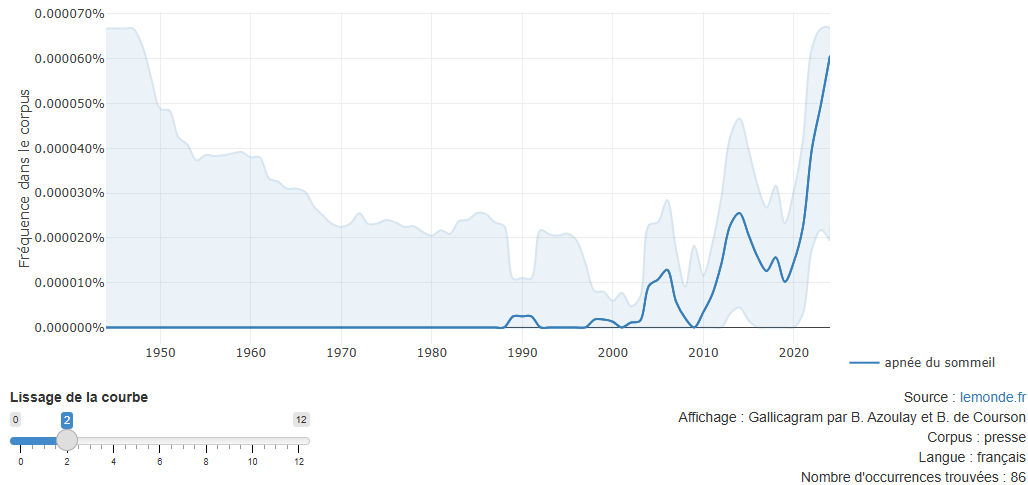 Fréquence dans le corpus
0.000070%
0.000060%
0.000050%
0.000040%
0.000030%
0.000020%
0.000010%
0.000000%
1950 1960 1970 1980 1990 2000 2010 2020
apnée du sommeil
Lissage de la courbe
0 2 12
0 2 4 6 8 10 12
Source : lemonde.fr
Affichage : Gallicagram par B. Azoulay et B. de Courson
Corpus : presse
Langue : français
Nombre d'occurrences trouvées : 86